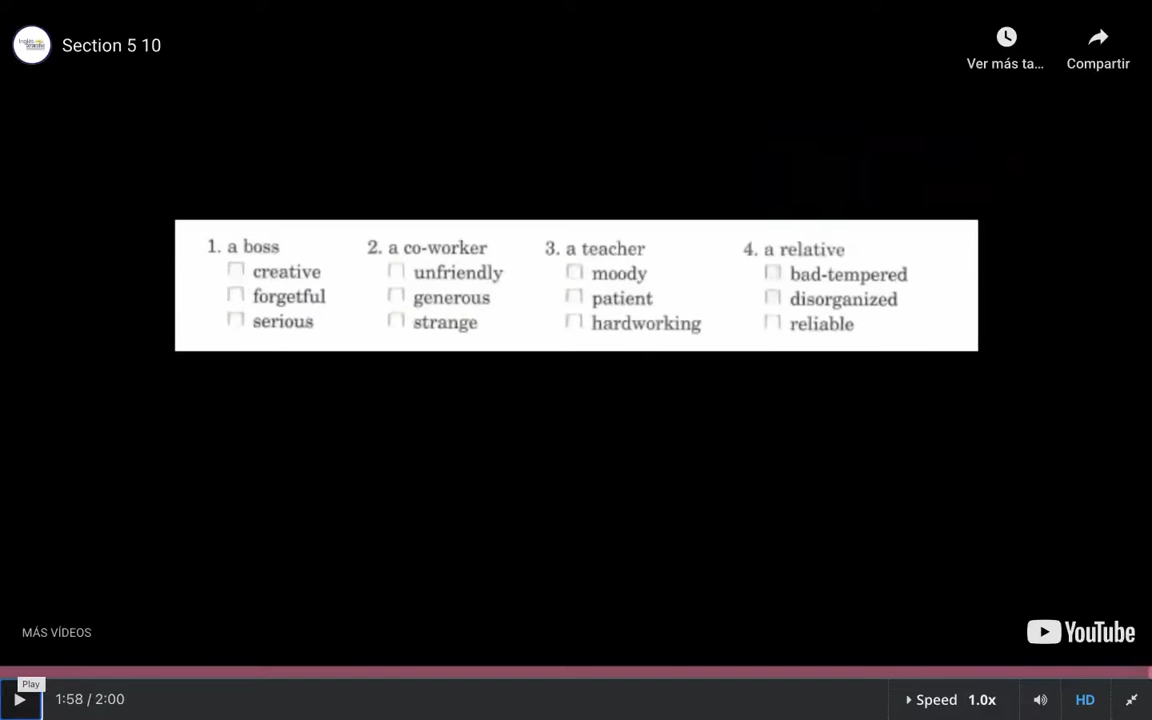 Section 5 10
Ver más ta...
Compartir
1. a boss
creative
forgetful
serious
2. a co-worker
unfriendly
generous
strange
3. a teacher
moody
patient
hardworking
4. a relative
bad-tempered
disorganized
reliable
MÁS VÍDEOS
YouTube
Play
1:58 / 2:00
Speed 1.0x
HD